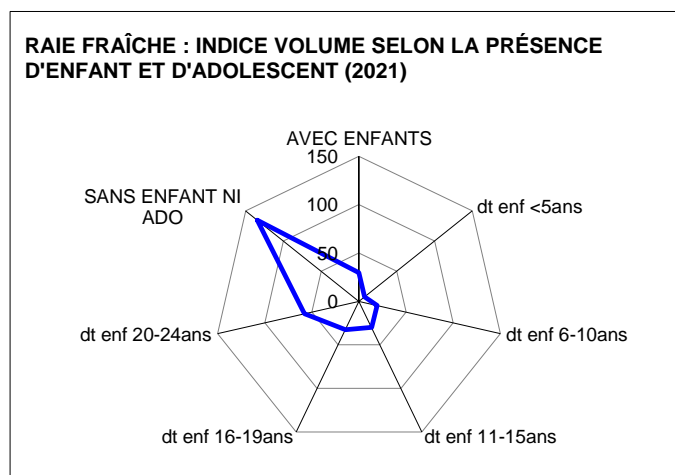 RAIE FRAÎCHE : INDICE VOLUME SELON LA PRÉSENCE
D'ENFANT ET D'ADOLESCENT (2021)
AVEC ENFANTS
150
SANS ENFANT NI
ADO
dt enf <5ans
100
50
0
dt enf 20-24ans
dt enf 6-10ans
dt enf 16-19ans
dt enf 11-15ans